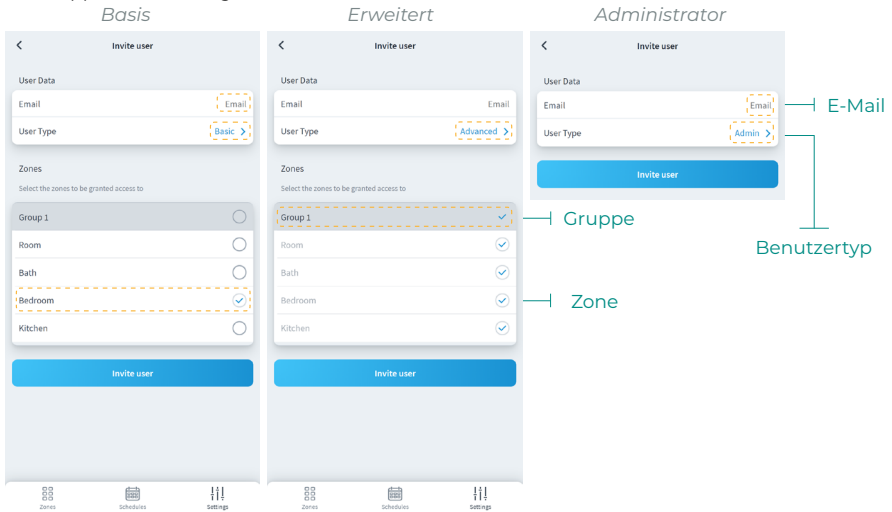 Basis
Invite user
User Data
Email Email
User Type Basic
Zones
Select the zones to be granted access to
Group 1
Room
Bath
Bedroom
Kitchen
Invite user
Zones Schedules Settings
Erweitert
Invite user
User Data
Email Email
User Type Advanced
Zones
Select the zones to be granted access to
Group 1
Room
Bath
Bedroom
Kitchen
Invite user
Zones Schedules Settings
Administrator
Invite user
User Data
Email Email
User Type Admin
Invite user
E-Mail
Gruppe
Benutzertyp
Zone